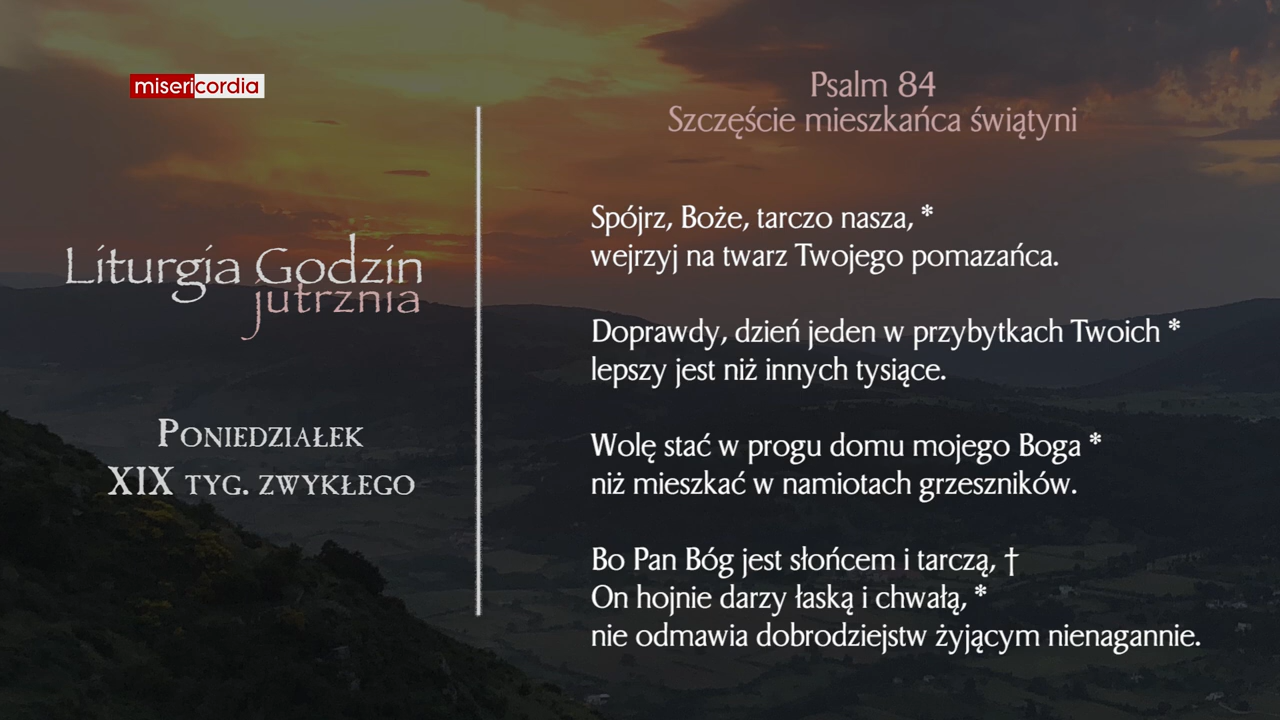 misericordia
Liturgia Godzin
jutrznia
Poniedziałek
XIX tyg. zwykłego
Psalm 84
Szczęście mieszkańca świątyni
Spójrz, Boże, tarczo nasza, *
wejrzyj na twarz Twojego pomazańca.
Doprawdy, dzień jeden w przybytkach Twoich *
lepszy jest niż innych tysiące.
Wolę stać w progu domu mojego Boga *
niż mieszkać w namiotach grzeszników.
Bo Pan Bóg jest słońcem i tarczą, †
On hojnie darzy łaską i chwałą, *
nie odmawia dobrodziejstw żyjącym nienagannie.